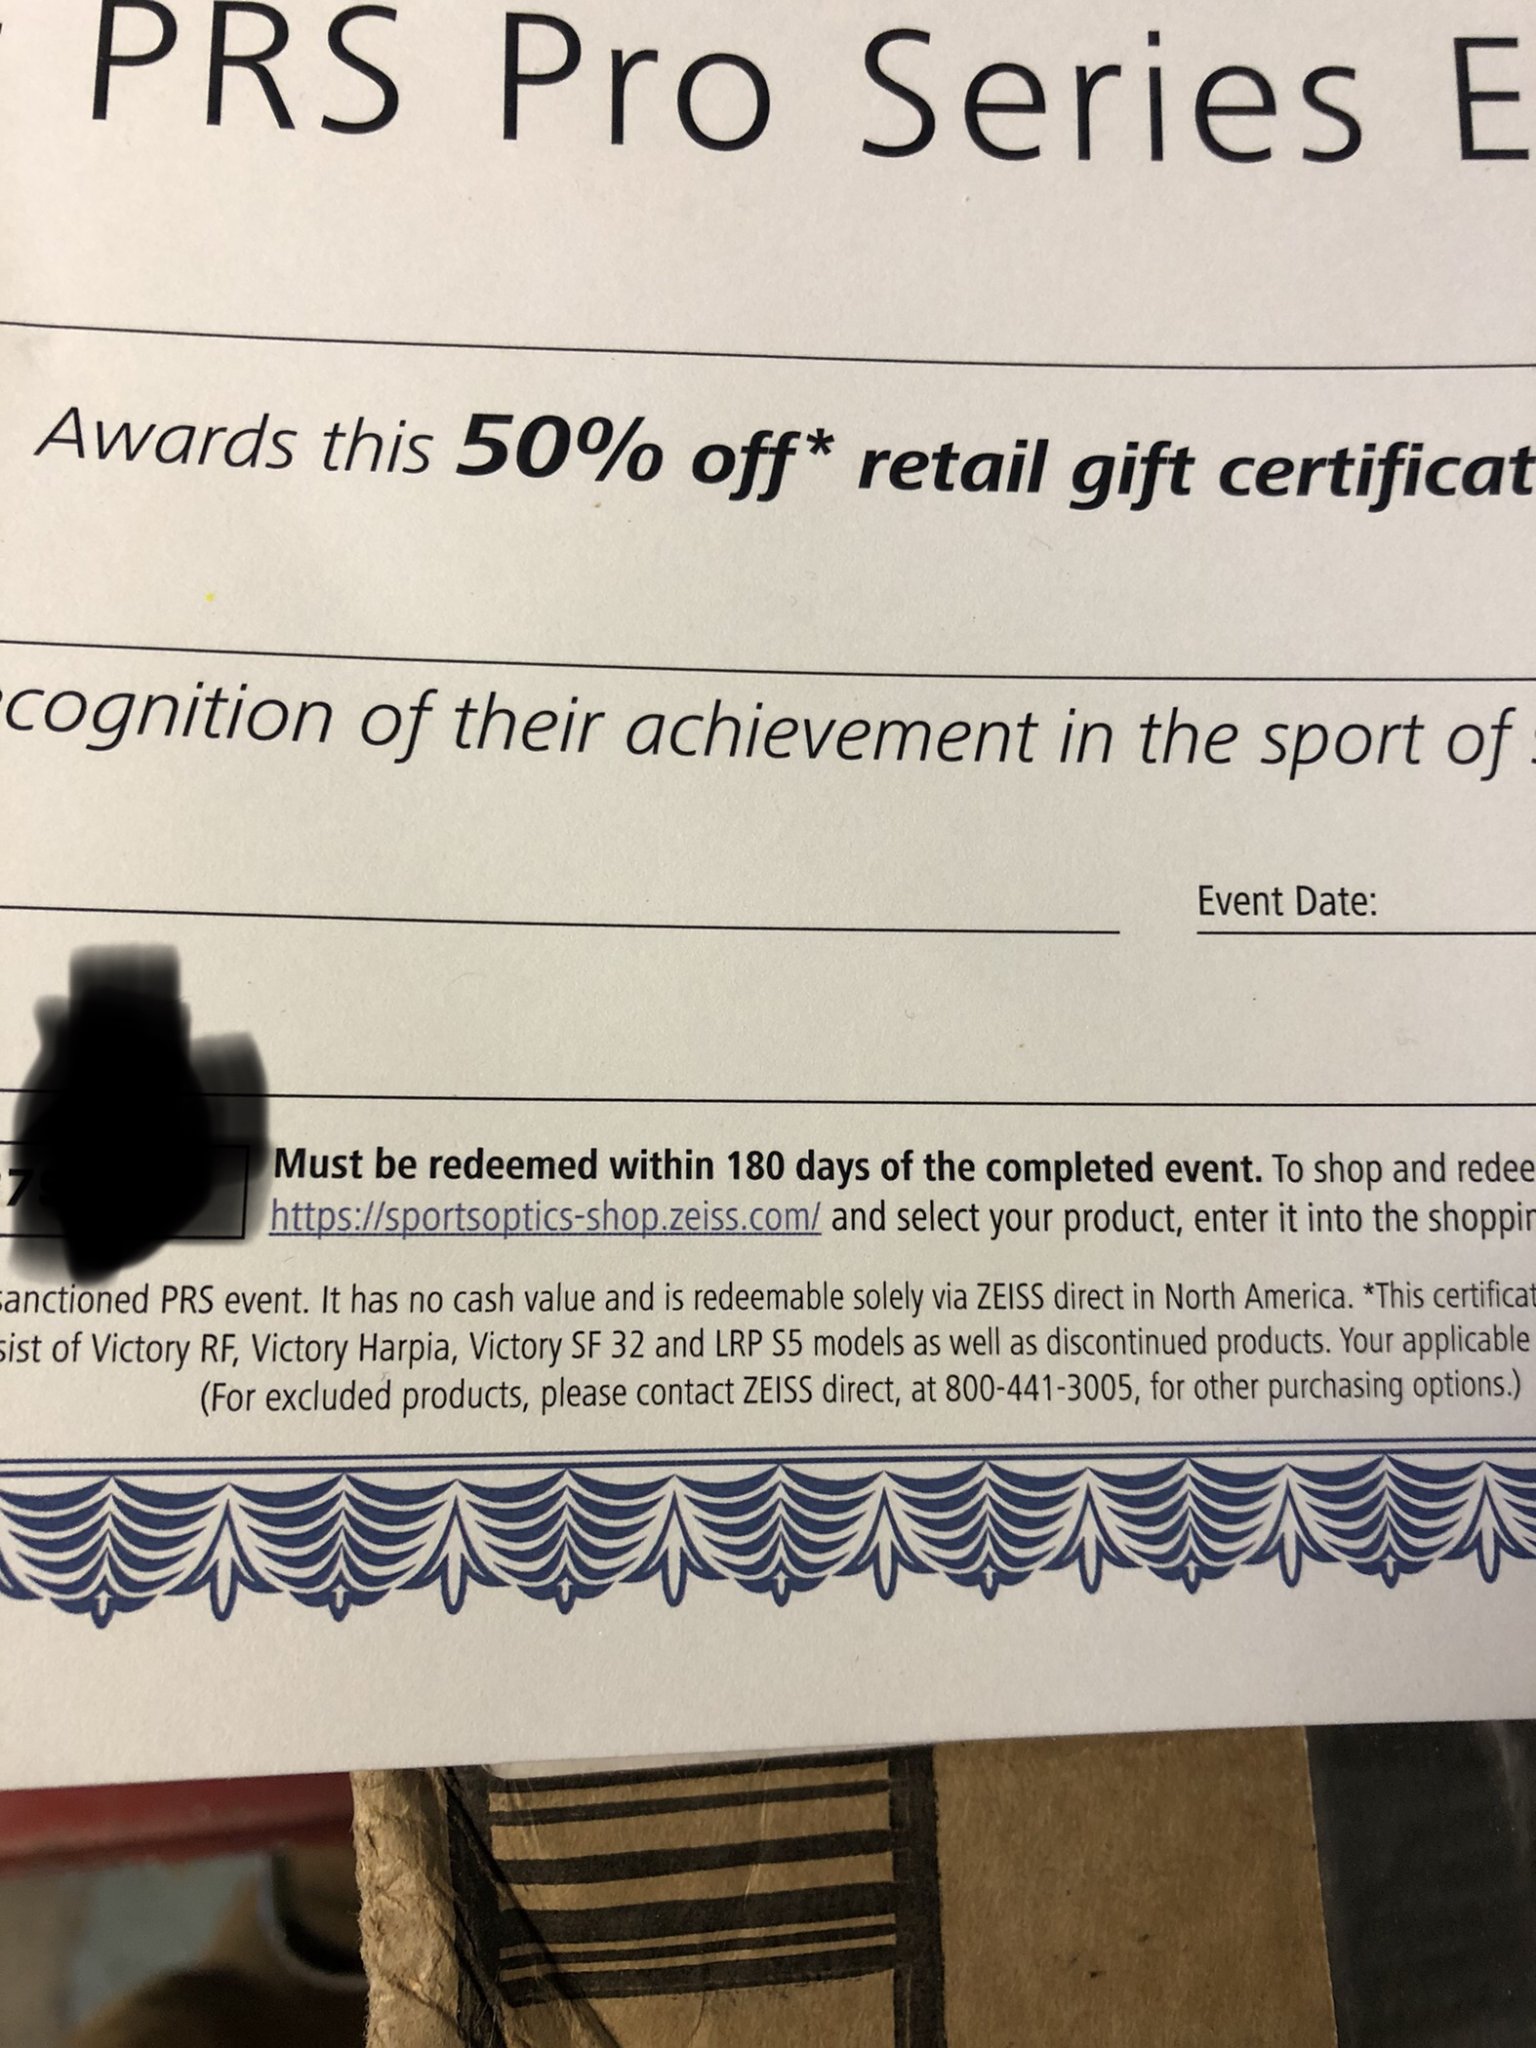 PRS Pro Series E
Awards this 50% off* retail gift certificat
ecognition of their achievement in the sport of s
Event Date:
Must be redeemed within 180 days of the completed event. To shop and redee
https://sportsoptics-shop.zeiss.com/ and select your product, enter it into the shoppin
sanctioned PRS event. It has no cash value and is redeemable solely via ZEISS direct in North America. *This certificat
sist of Victory RF, Victory Harpia, Victory SF 32 and LRP S5 models as well as discontinued products. Your applicable
(For excluded products, please contact ZEISS direct, at 800-441-3005, for other purchasing options.)